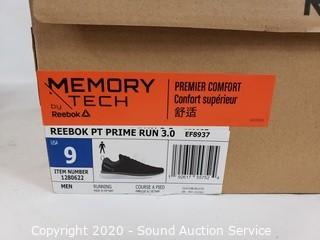 MEMORY
TECH
by
Reebok
PREMIER COMFORT
Confort supérieur
舒适
REEBOK PT PRIME RUN 3.0
EF8937
USA
9
ITEM NUMBER
1280622
MEN
RUNNING
COURSE A PIED
Copyright 2020 - Sound Auction Service